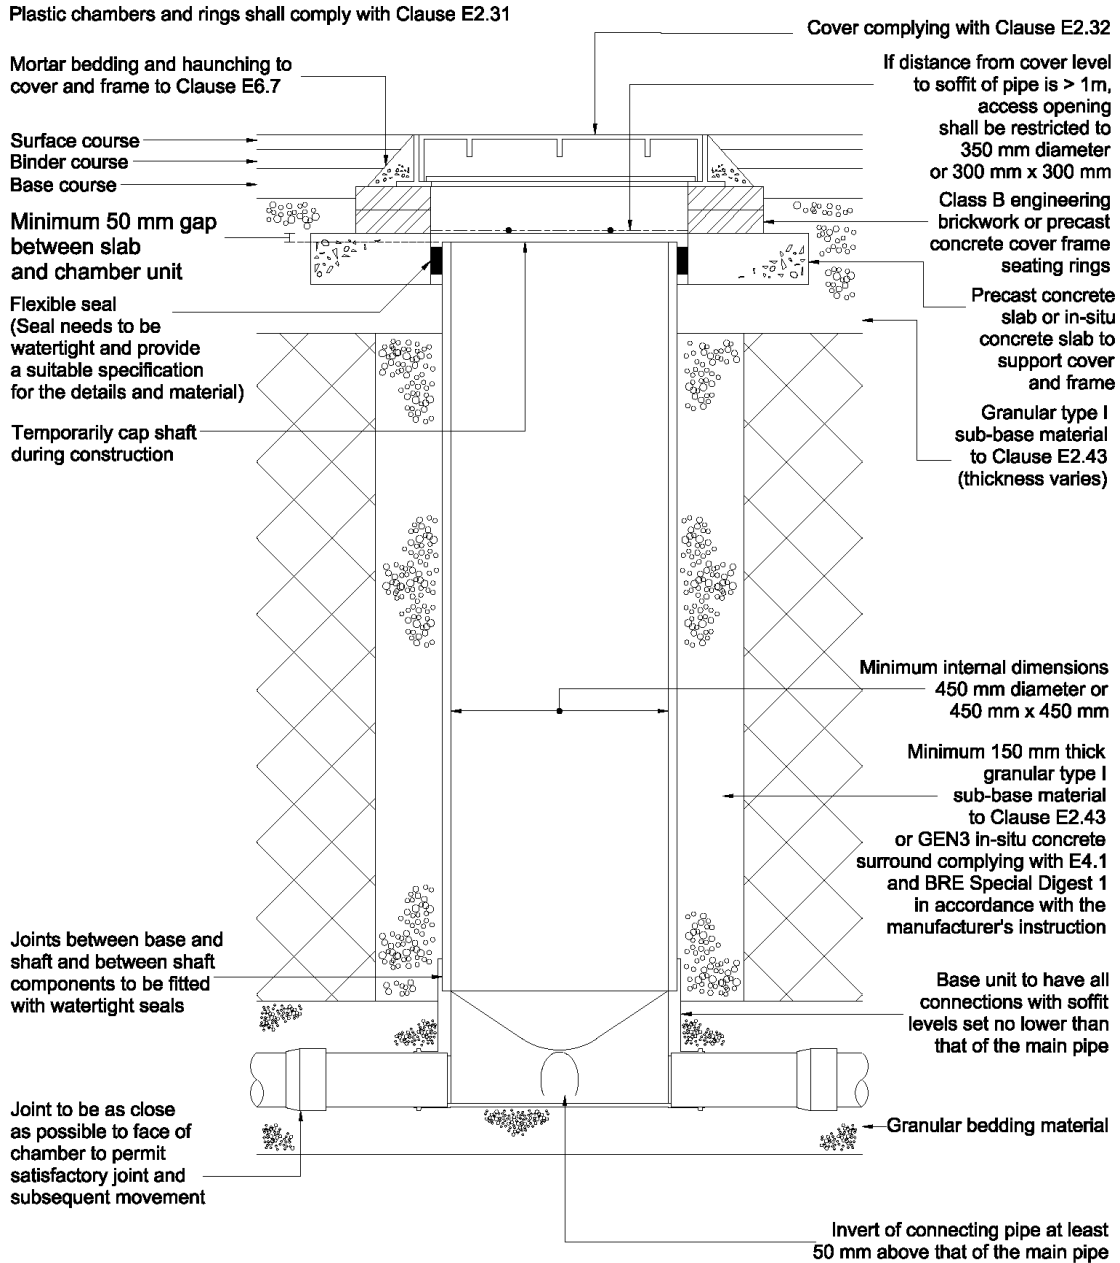 Plastic chambers and rings shall comply with Clause E2.31
Cover complying with Clause E2.32
Mortar bedding and haunching to
cover and frame to Clause E6.7
If distance from cover level
to soffit of pipe is > 1m,
access opening
shall be restricted to
350 mm diameter
or 300 mm x 300 mm
Surface course
Binder course
Base course
Class B engineering
brickwork or precast
concrete cover frame
seating rings
Minimum 50 mm gap
between slab
and chamber unit
Precast concrete
slab or in-situ
concrete slab to
support cover
and frame
Flexible seal
(Seal needs to be
watertight and provide
a suitable specification
for the details and material)
Granular type I
sub-base material
to Clause E2.43
(thickness varies)
Temporarily cap shaft
during construction
Minimum internal dimensions
450 mm diameter or
450 mm x 450 mm
Minimum 150 mm thick
granular type I
sub-base material
to Clause E2.43
or GEN3 in-situ concrete
surround complying with E4.1
and BRE Special Digest 1
in accordance with the
manufacturer's instruction
Joints between base and
shaft and between shaft
components to be fitted
with watertight seals
Base unit to have all
connections with soffit
levels set no lower than
that of the main pipe
Joint to be as close
as possible to face of
chamber to permit
satisfactory joint and
subsequent movement
Granular bedding material
Invert of connecting pipe at least
50 mm above that of the main pipe